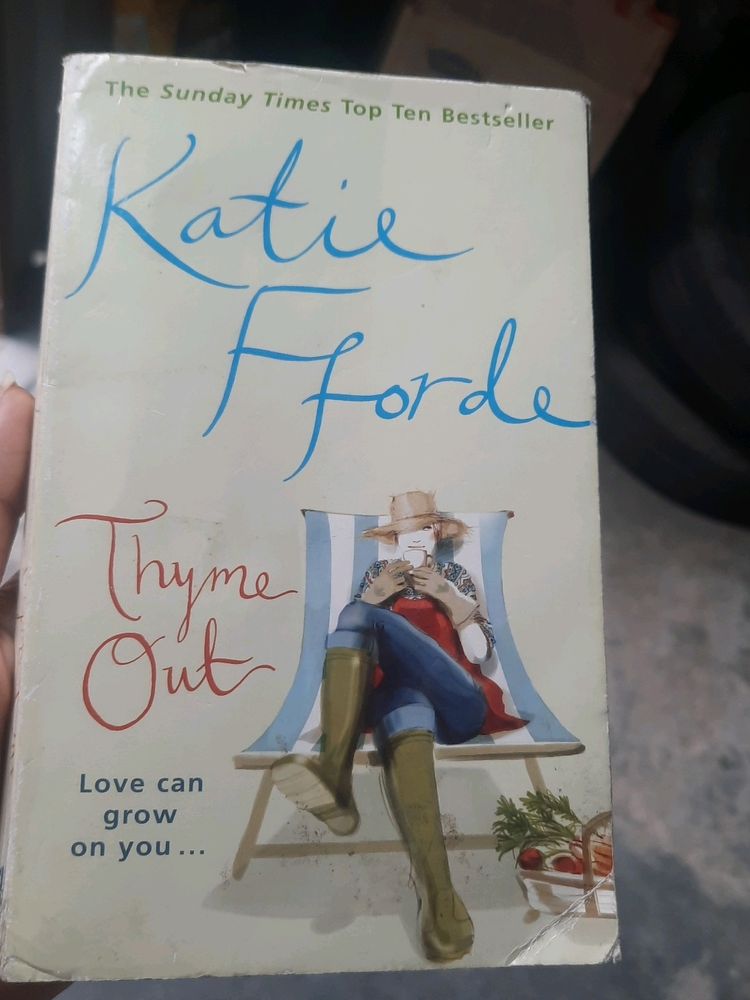 The Sunday Times Top Ten Bestseller
Katie
Fforde
Thyme
Out
Love can
grow
on you...